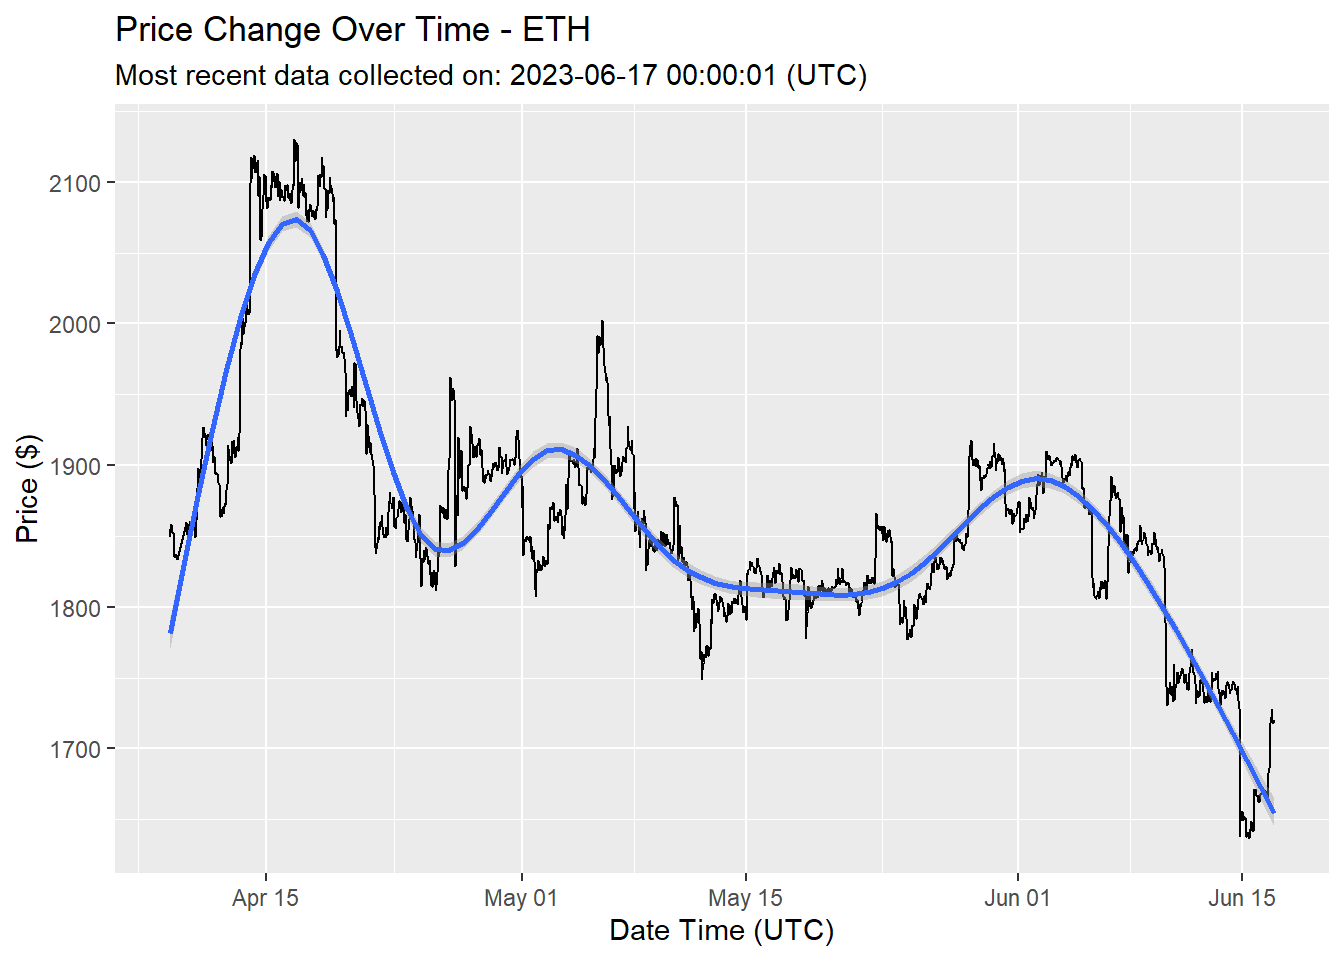 Price Change Over Time - ETH
Most recent data collected on: 2023-06-17 00:00:01 (UTC)
Price ($)
2100
2000
1900
1800
1700
Apr 15
May 01
May 15
Jun 01
Jun 15
Date Time (UTC)